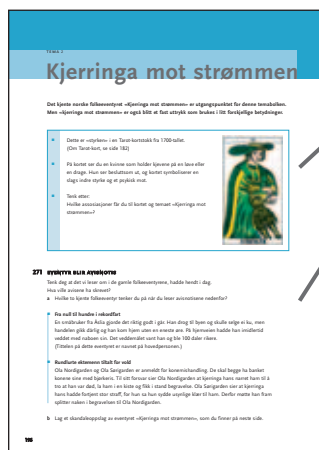 TEMA 3
Kjerringa mot strømmen
Det kjente norske folkeeventyret «Kjerringa mot strømmen» er utgangspunktet for denne temabolken.
Men «kjerringa mot strømmen» er også blitt et fast uttrykk som brukes i litt forskjellige betydninger.
Dette er «styrken» i en Tarot-kortstokk fra 1700-tallet.
(Om Tarot-kort, se side 182)
På kortet ser du en kvinne som holder kjevene på en løve eller
en drage. Hun ser besluttsom ut, og kortet symboliserer en
slags indre styrke og et psykisk mot.
Tenk etter:
Hvilke assosiasjoner får du til kortet og temaet «Kjerringa mot
strømmen»?
271 EVENTYR BLIR AVISNOTIS
Tenk deg at det vi leser om i de gamle folkeeventyrene, hadde hendt i dag.
Hva ville avisene ha skrevet?
a Hvilke to kjente folkeeventyr tenker du på når du leser avisnotisene nedenfor?
Fra null til hundre i rekordfart
En småbruker fra Åslia gjorde det riktig godt i går. Han drog til byen og skulle selge ei ku, men
handelen gikk dårlig og han kom hjem uten en eneste øre. På hjemveien hadde han imidlertid
veddet med naboen sin. Det veddemålet vant han og ble 100 daler rikere.
(Tittelen på dette eventyret er navnet på hovedpersonen.)
Rundlurte ektemenn tiltalt for vold
Ola Nordigarden og Ola Sørigarden er anmeldt for konemishandling. De skal begge ha banket
konene sine med bjørkeris. Til sitt forsvar sier Ola Nordigarden at kjerringa hans narret ham til å
tro at han var død, la ham i en kiste og fikk i stand begravelse. Ola Sørigarden sier at kjerringa
hans hadde fortjent stor straff, for hun sa hun sydde usynlige klær til ham. Derfor møtte han fram
splitter naken i begravelsen til Ola Nordigarden.
b Lag et skandaleoppslag av eventyret «Kjerringa mot strømmen», som du finner på neste side.